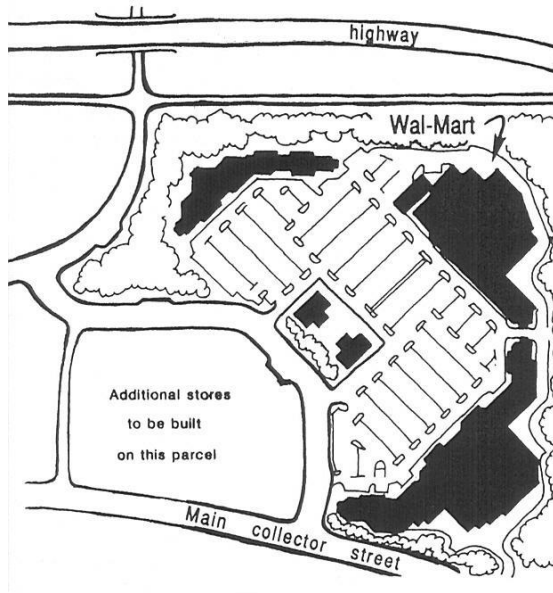 highway
Wal-Mart
Additional stores
to be built
on this parcel
Main collector street